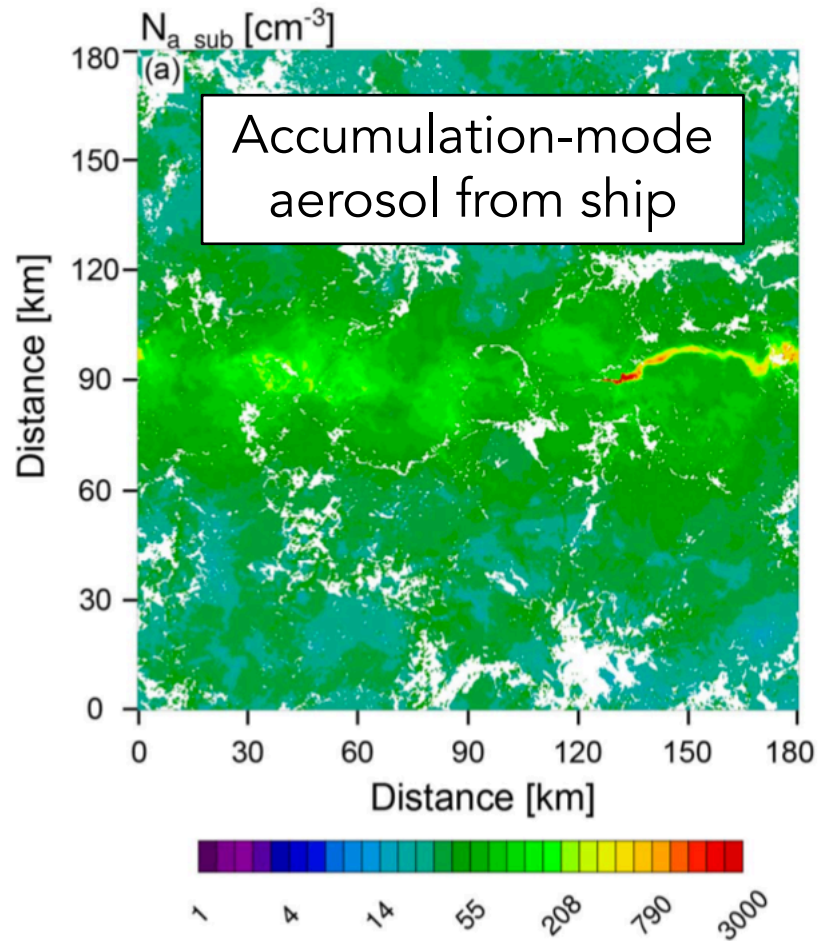 N_a_sub [cm⁻³]
(a)
Accumulation-mode
aerosol from ship
Distance [km]
180
150
120
90
60
30
0
0 30 60 90 120 150 180
Distance [km]
1 4 14 55 208 790 3000